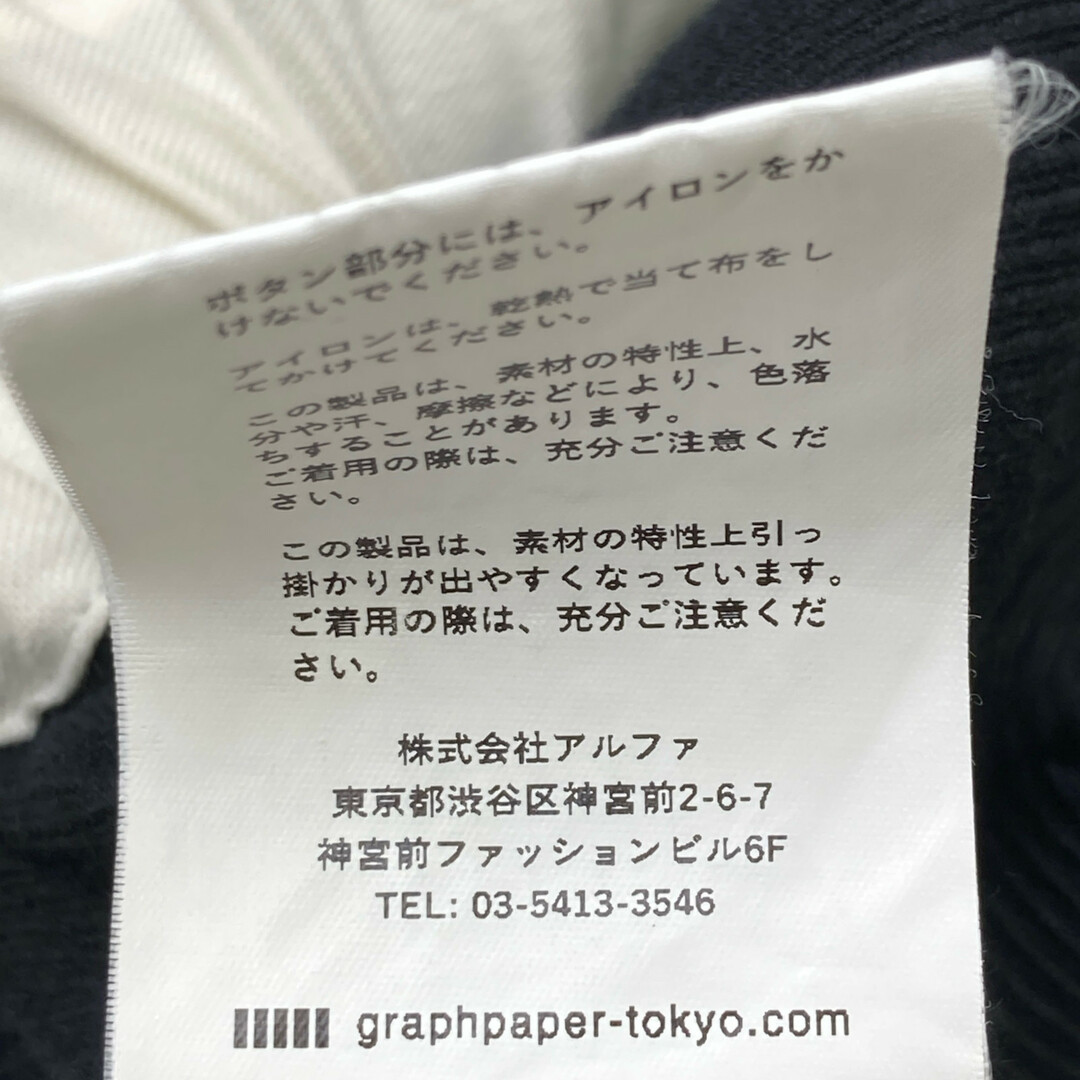 ボタン部分には、アイロンをか
けないでください。
アイロンは、乾熱で当て布をし
てかけてください。
この製品は、素材の特性上、水
分や汗、摩擦などにより、色落
ちすることがあります。
ご着用の際は、充分ご注意くだ
さい。
この製品は、素材の特性上引っ
掛かりが出やすくなっています。
ご着用の際は、充分ご注意くだ
さい。
株式会社アルファ
東京都渋谷区神宮前2-6-7
神宮前ファッションビル6F
TEL: 03-5413-3546
graphpaper-tokyo.com